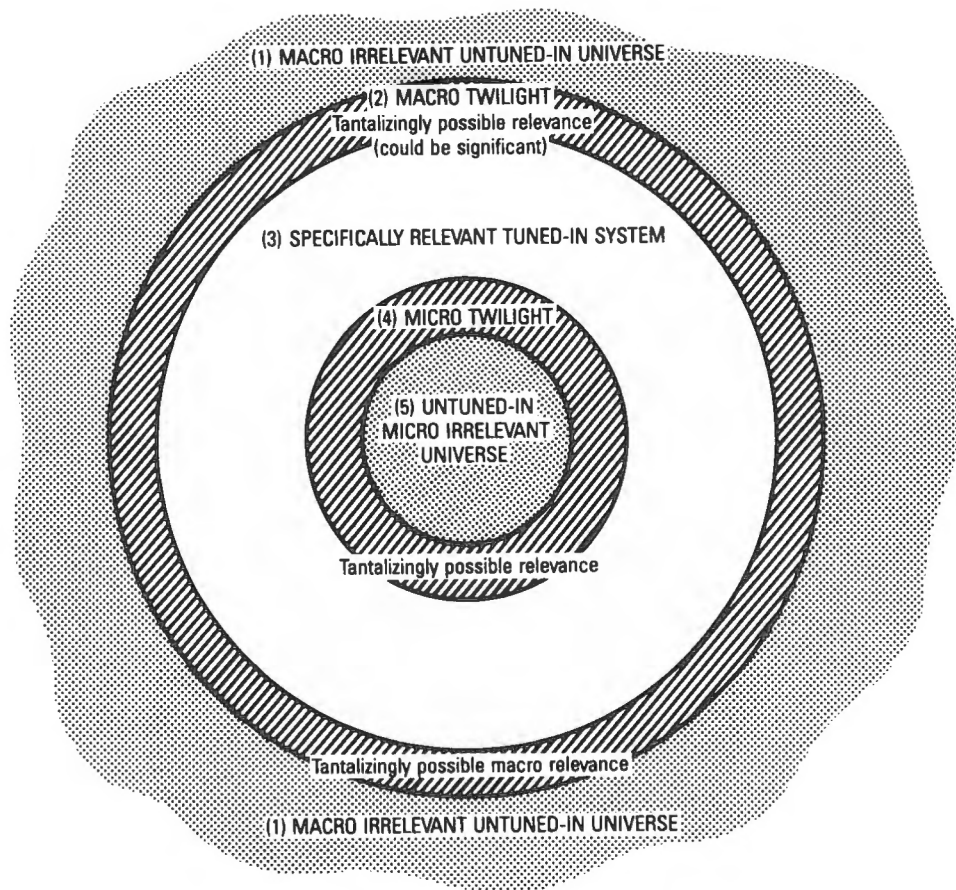 (1) MACRO IRRELEVANT UNTUNED-IN UNIVERSE
(2) MACRO TWILIGHT
Tantalizingly possible relevance
(could be significant)
(3) SPECIFICALLY RELEVANT TUNED-IN SYSTEM
(4) MICRO TWILIGHT
(5) UNTUNED-IN
MICRO IRRELEVANT
UNIVERSE
Tantalizingly possible relevance
Tantalizingly possible macro relevance
(1) MACRO IRRELEVANT UNTUNED-IN UNIVERSE